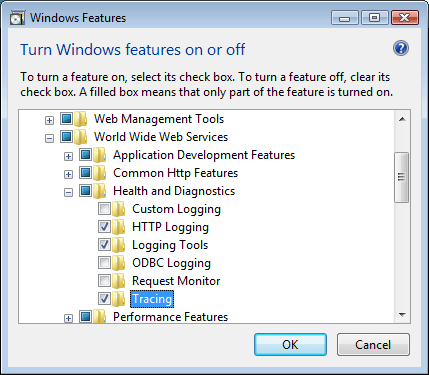 Windows Features
Turn Windows features on or off
To turn a feature on, select its check box. To turn a feature off, clear its
check box. A filled box means that only part of the feature is turned on.
Web Management Tools
World Wide Web Services
Application Development Features
Common Http Features
Health and Diagnostics
Custom Logging
HTTP Logging
Logging Tools
ODBC Logging
Request Monitor
Tracing
Performance Features
OK
Cancel